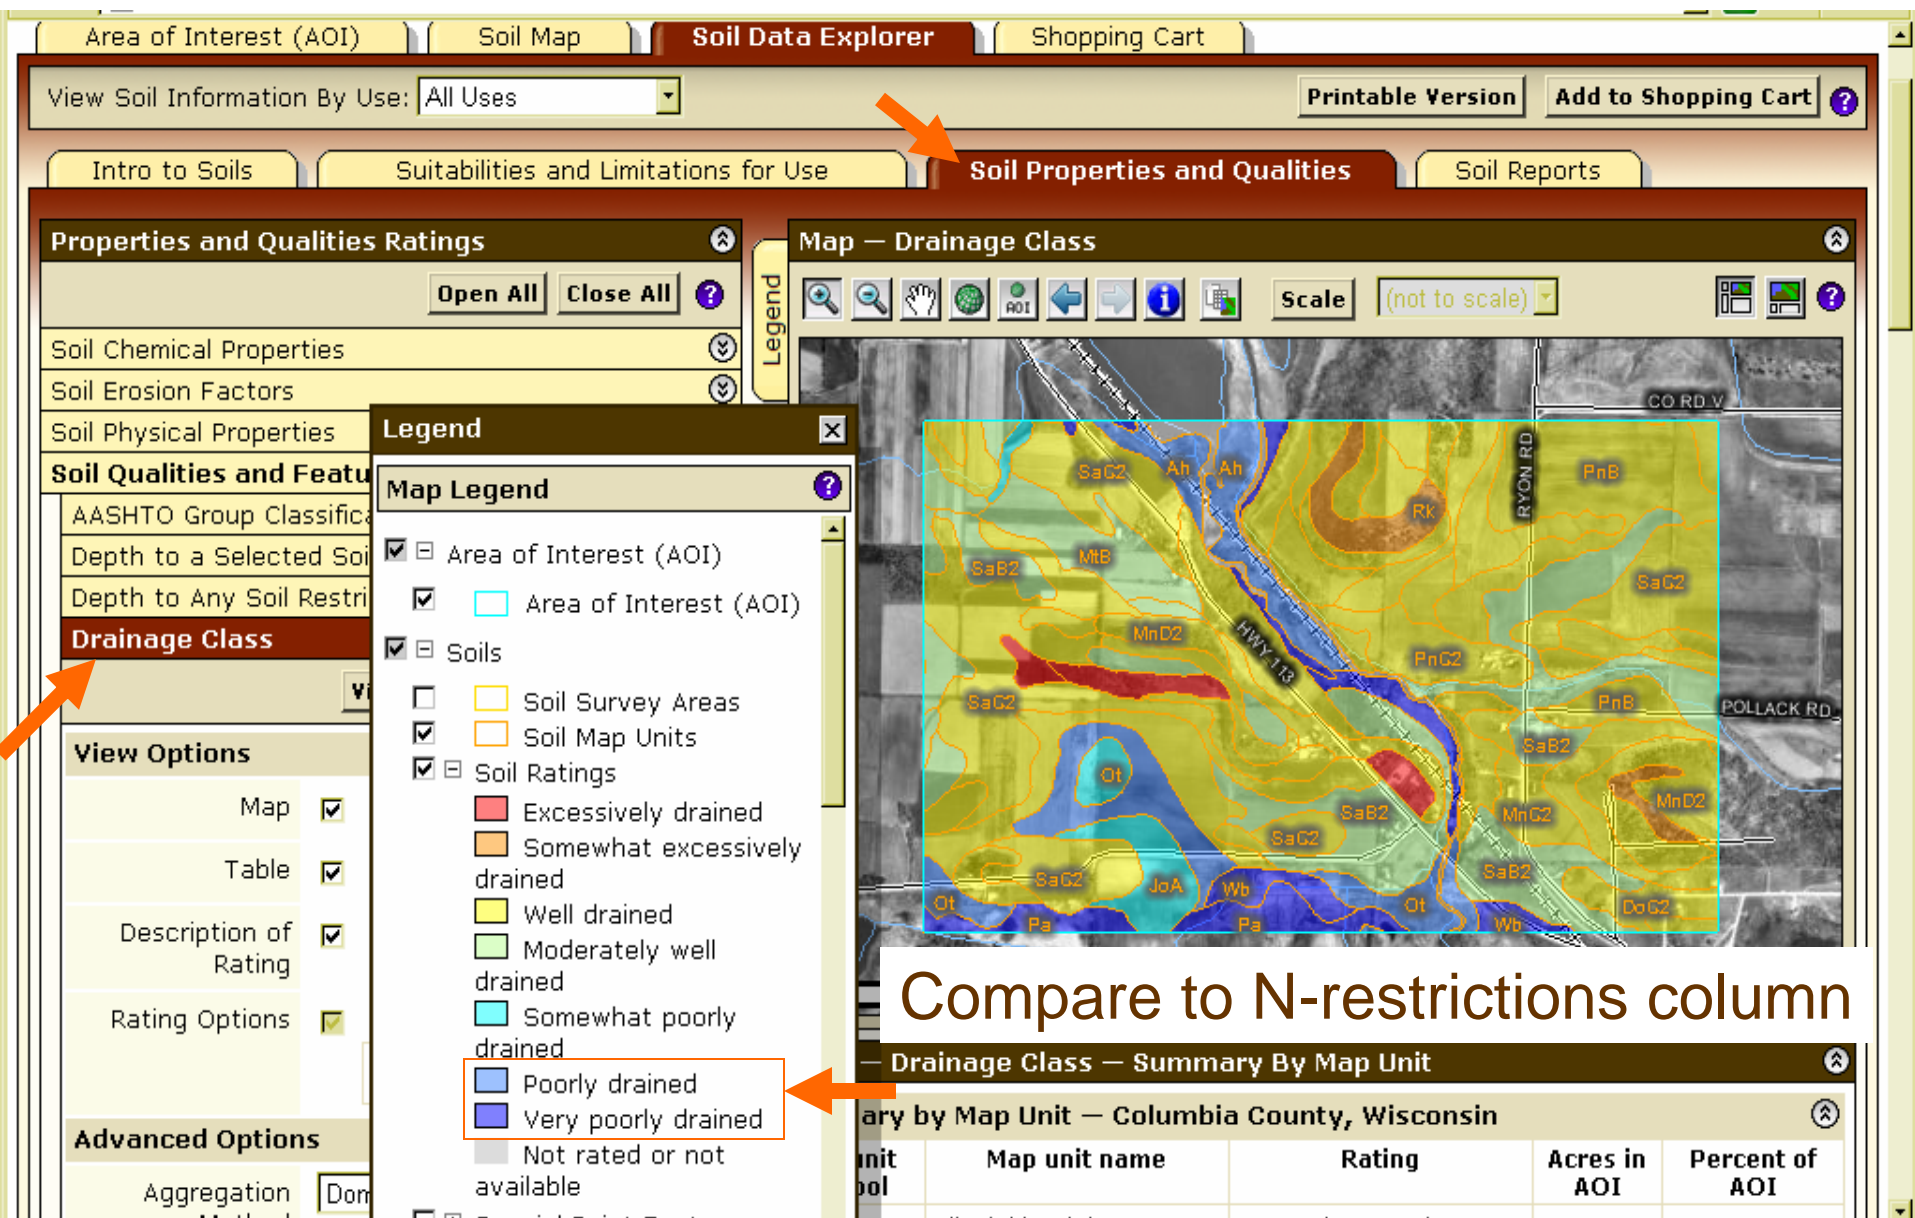 Area of Interest (AOI)
Soil Map
Soil Data Explorer
Shopping Cart
View Soil Information By Use: All Uses
Printable Version
Add to Shopping Cart
Intro to Soils
Suitabilities and Limitations for Use
Soil Properties and Qualities
Soil Reports
Properties and Qualities Ratings
Open All
Close All
Soil Chemical Properties
Soil Erosion Factors
Soil Physical Properties
Soil Qualities and Featu
AASHTO Group Classifica
Depth to a Selected Soi
Depth to Any Soil Restri
Drainage Class
Vi
View Options
Map
Table
Description of
Rating
Rating Options
Advanced Options
Aggregation
Dom
Legend
Map Legend
Area of Interest (AOI)
Area of Interest (AOI)
Soils
Soil Survey Areas
Soil Map Units
Soil Ratings
Excessively drained
Somewhat excessively
drained
Well drained
Moderately well
drained
Somewhat poorly
drained
Poorly drained
Very poorly drained
Not rated or not
available
Legend
Map — Drainage Class
AOI
Scale
(not to scale)
CO RD V
RYON RD
SaC2
Ah
Ah
PnB
Rk
SaB2
MtB
SaC2
MnD2
HWY 113
PnC2
SaC2
PnB
POLLACK RD
SaB2
Ot
SaB2
MnC2
MnD2
SaC2
SaC2
JoA
Wb
SaB2
Ot
Ot
DoC2
Pa
Pa
Wb
Compare to N-restrictions column
— Drainage Class — Summary By Map Unit
ary by Map Unit — Columbia County, Wisconsin
Map unit name
Rating
Acres in
AOI
Percent of
AOI